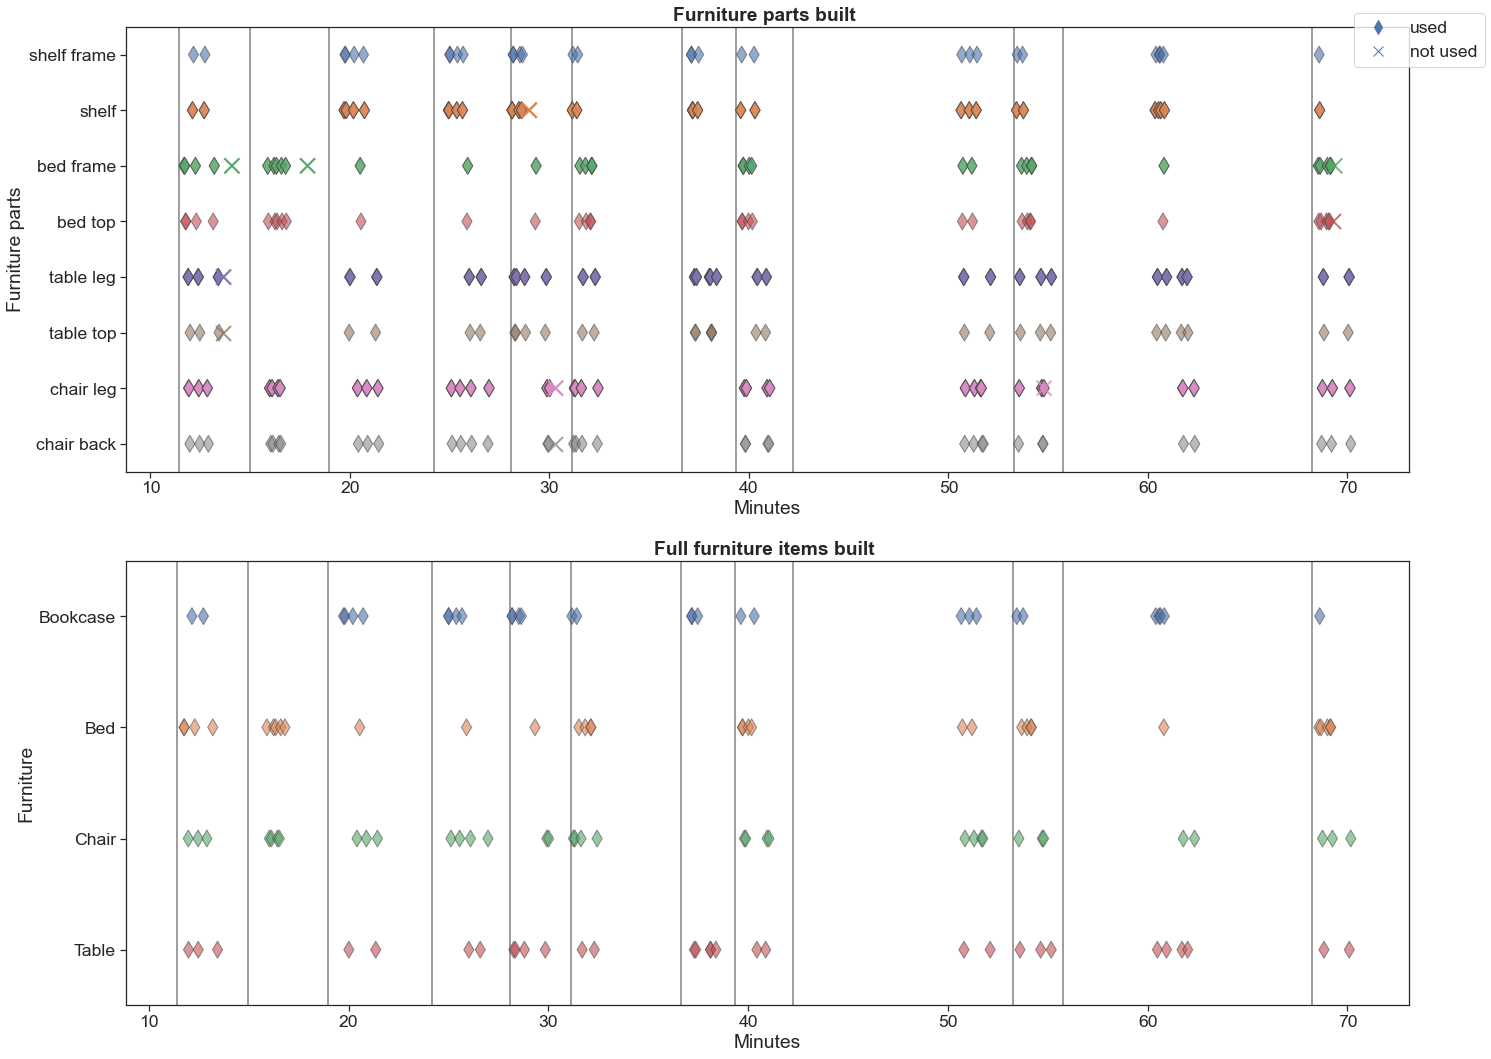 Furniture parts built
used
not used
Furniture parts
shelf frame
shelf
bed frame
bed top
table leg
table top
chair leg
chair back
10 20 30 40 50 60 70
Minutes
Full furniture items built
Furniture
Bookcase
Bed
Chair
Table
10 20 30 40 50 60 70
Minutes